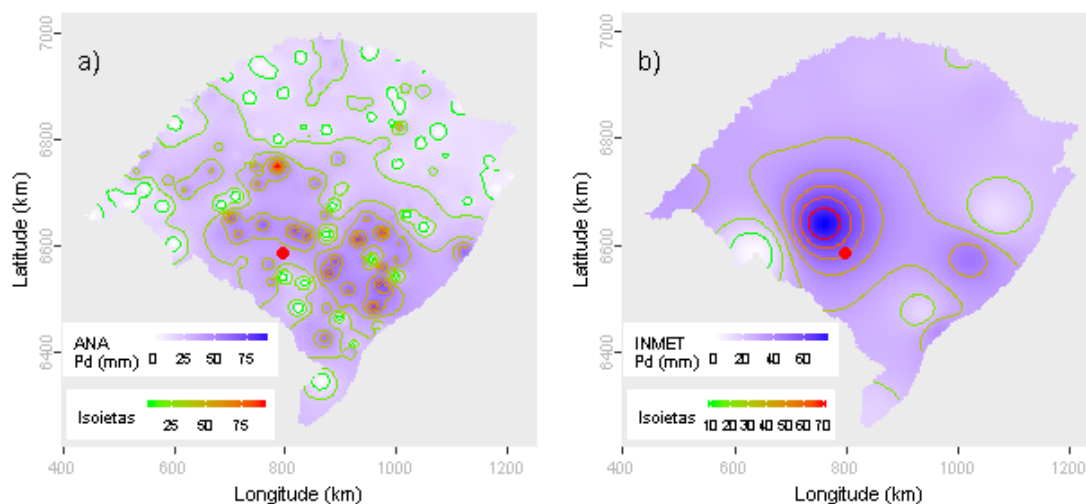 a)
7000
6800
6600
6400
Latitude (km)
ANA
Pd (mm)
0 25 50 75
Isoietas
25 50 75
400 600 800 1000 1200
Longitude (km)
b)
7000
6800
6600
6400
Latitude (km)
INMET
Pd (mm)
0 20 40 60
Isoietas
10 20 30 40 50 60 70
400 600 800 1000 1200
Longitude (km)